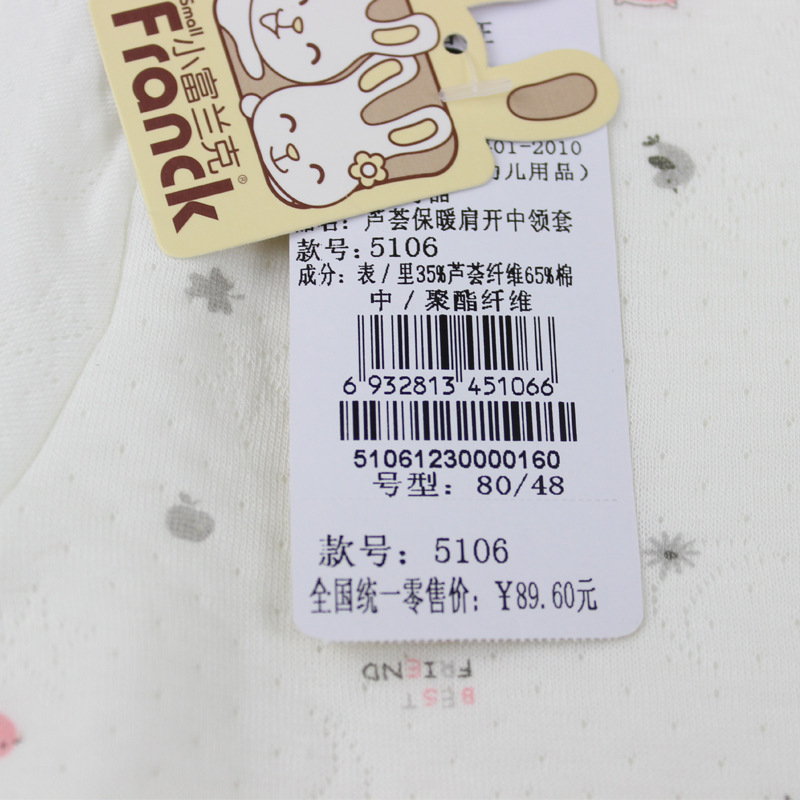 Small
小富兰克®
Franck
401-2010
儿用品）
品名：芦荟保暖肩开中领套
款号：5106
成分：表/里35%芦荟纤维65%棉
中/聚酯纤维
6 932813 451066
51061230000160
号型：80/48
款号：5106
全国统一零售价：￥89.60元
BEST
FRIEND